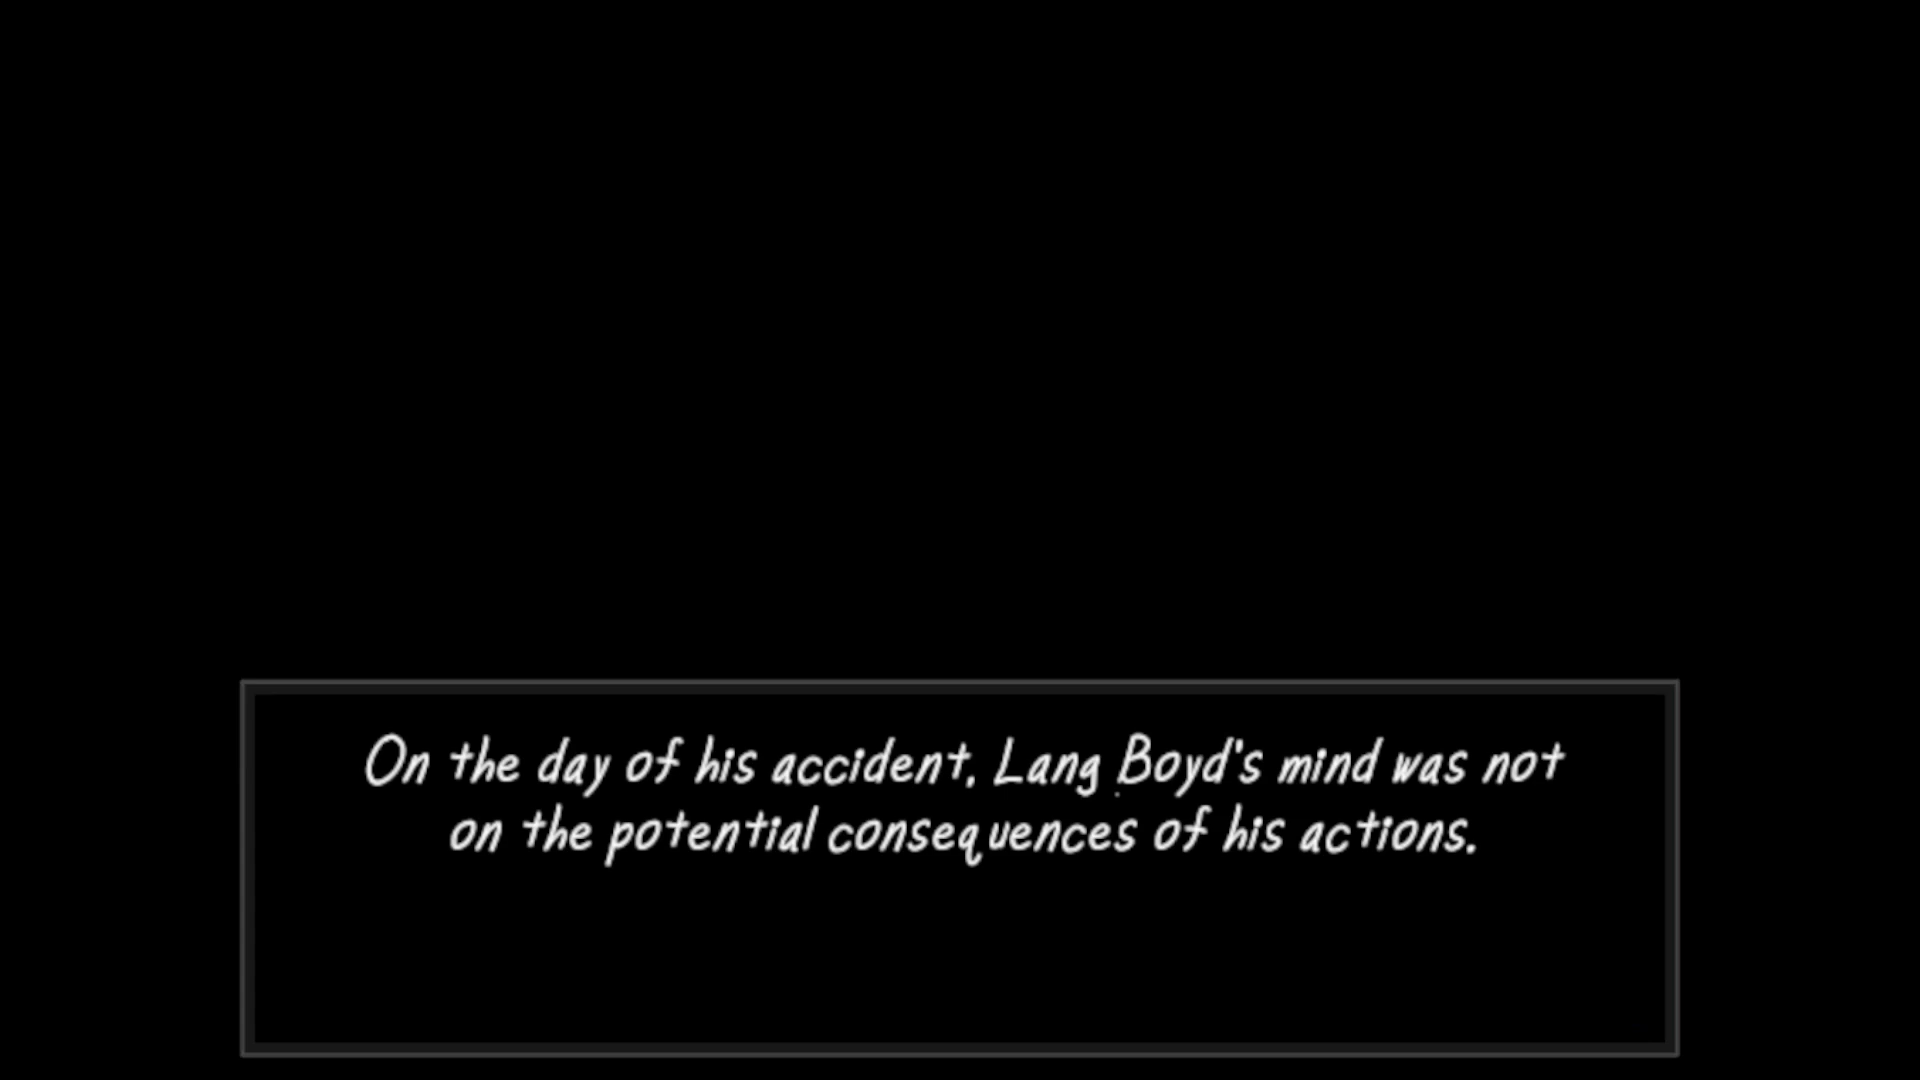 On the day of his accident, Lang Boyd's mind was not
on the potential consequences of his actions.